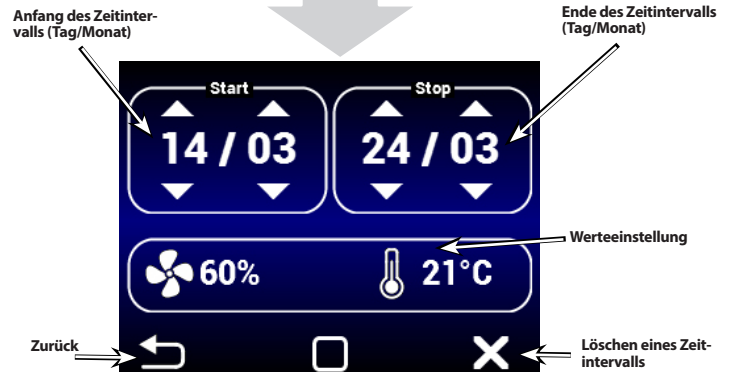 Anfang des Zeitinter-
valls (Tag/Monat)
Ende des Zeitintervalls
(Tag/Monat)
Start
Stop
14 / 03
24 / 03
Werteeinstellung
60%
21°C
Zurück
Löschen eines Zeit-
intervalls